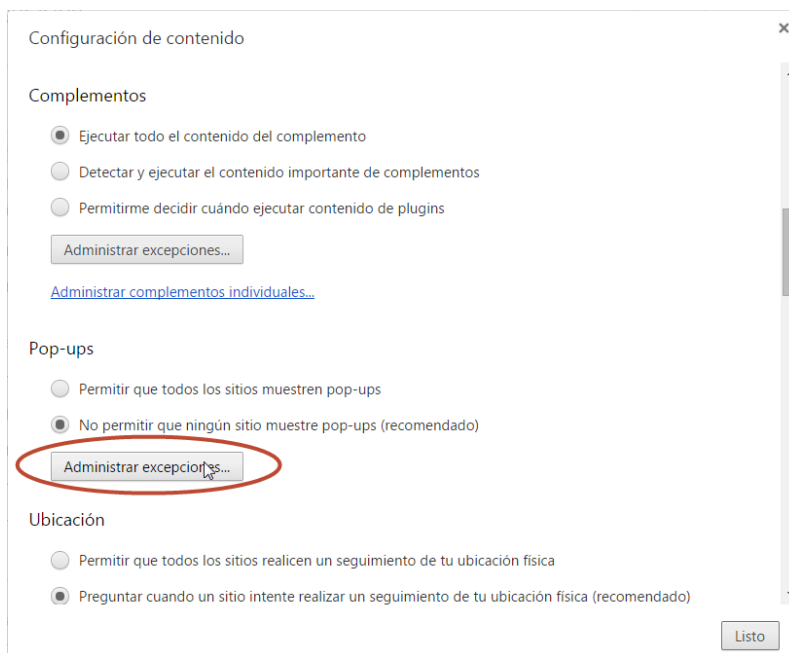 Configuración de contenido
Complementos
Ejecutar todo el contenido del complemento
Detectar y ejecutar el contenido importante de complementos
Permitirme decidir cuándo ejecutar contenido de plugins
Administrar excepciones...
Administrar complementos individuales...
Pop-ups
Permitir que todos los sitios muestren pop-ups
No permitir que ningún sitio muestre pop-ups (recomendado)
Administrar excepciones...
Ubicación
Permitir que todos los sitios realicen un seguimiento de tu ubicación física
Preguntar cuando un sitio intente realizar un seguimiento de tu ubicación física (recomendado)
Listo